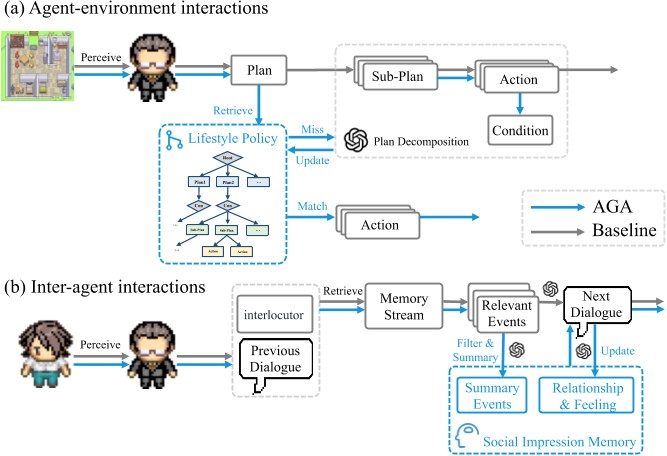 (a) Agent-environment interactions
Perceive
Plan
Sub-Plan
Action
Condition
Plan Decomposition
Retrieve
Lifestyle Policy
Miss
Update
Root
Plan1
Plan2
...
Con
Con
...
Sub-Plan
Sub-Plan
...
Action
Action
Match
Action
AGA
Baseline
(b) Inter-agent interactions
Perceive
interlocutor
Previous
Dialogue
Retrieve
Memory
Stream
Relevant
Events
Next
Dialogue
Filter &
Summary
Update
Summary
Events
Relationship
& Feeling
Social Impression Memory